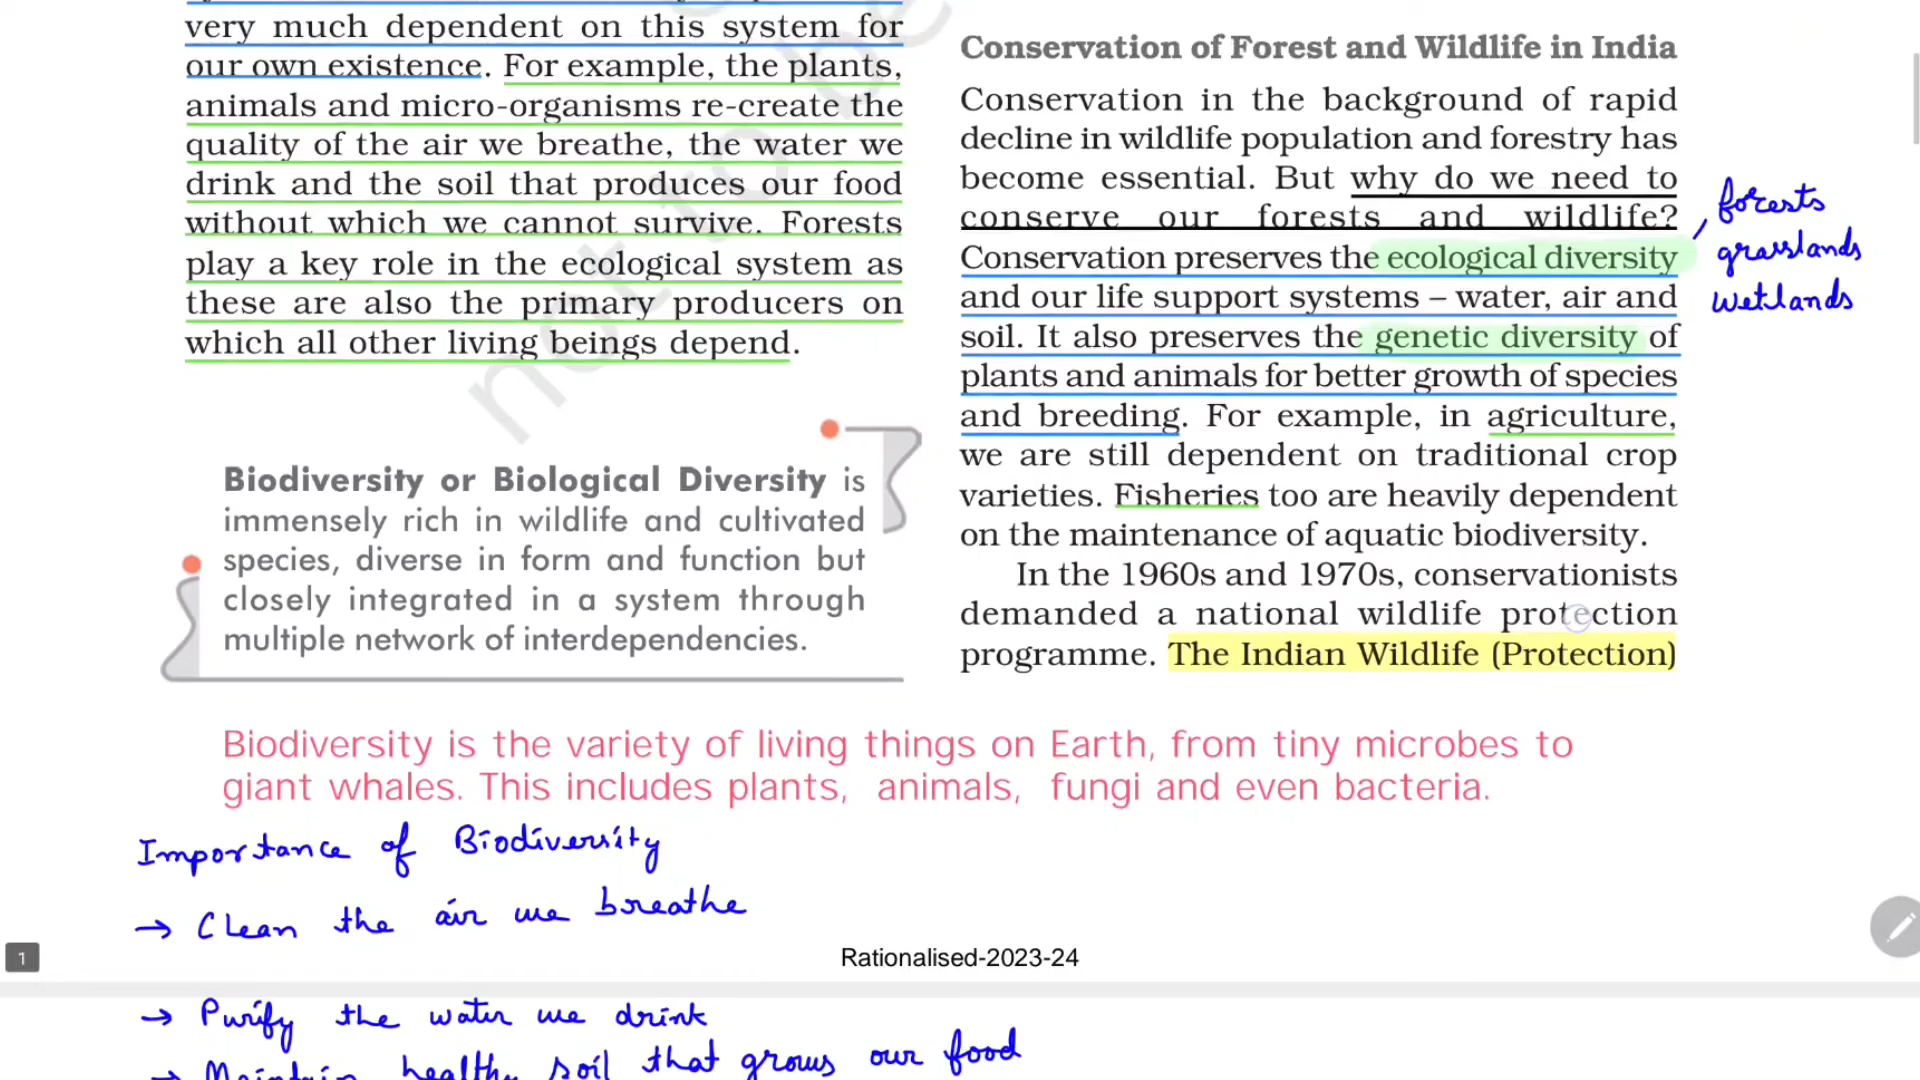 very much dependent on this system for
our own existence. For example, the plants,
animals and micro-organisms re-create the
quality of the air we breathe, the water we
drink and the soil that produces our food
without which we cannot survive. Forests
play a key role in the ecological system as
these are also the primary producers on
which all other living beings depend.
Biodiversity or Biological Diversity is
immensely rich in wildlife and cultivated
species, diverse in form and function but
closely integrated in a system through
multiple network of interdependencies.
Conservation of Forest and Wildlife in India
Conservation in the background of rapid
decline in wildlife population and forestry has
become essential. But why do we need to
conserve our forests and wildlife?
Conservation preserves the ecological diversity
and our life support systems – water, air and
soil. It also preserves the genetic diversity of
plants and animals for better growth of species
and breeding. For example, in agriculture,
we are still dependent on traditional crop
varieties. Fisheries too are heavily dependent
on the maintenance of aquatic biodiversity.
In the 1960s and 1970s, conservationists
demanded a national wildlife protection
programme. The Indian Wildlife (Protection)
forests
grasslands
wetlands
not to be
Biodiversity is the variety of living things on Earth, from tiny microbes to
giant whales. This includes plants, animals, fungi and even bacteria.
Importance of Biodiversity
→ Clean the air we breathe
1
Rationalised-2023-24
→ Purify the water we drink
→ Maintain healthy soil that grows our food